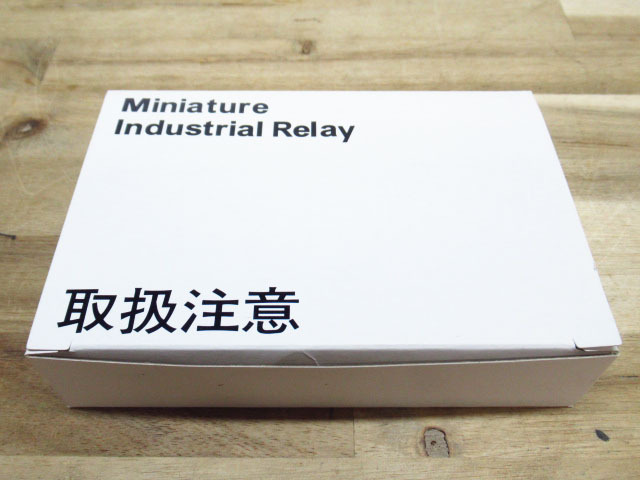 Miniature
Industrial Relay
取扱注意